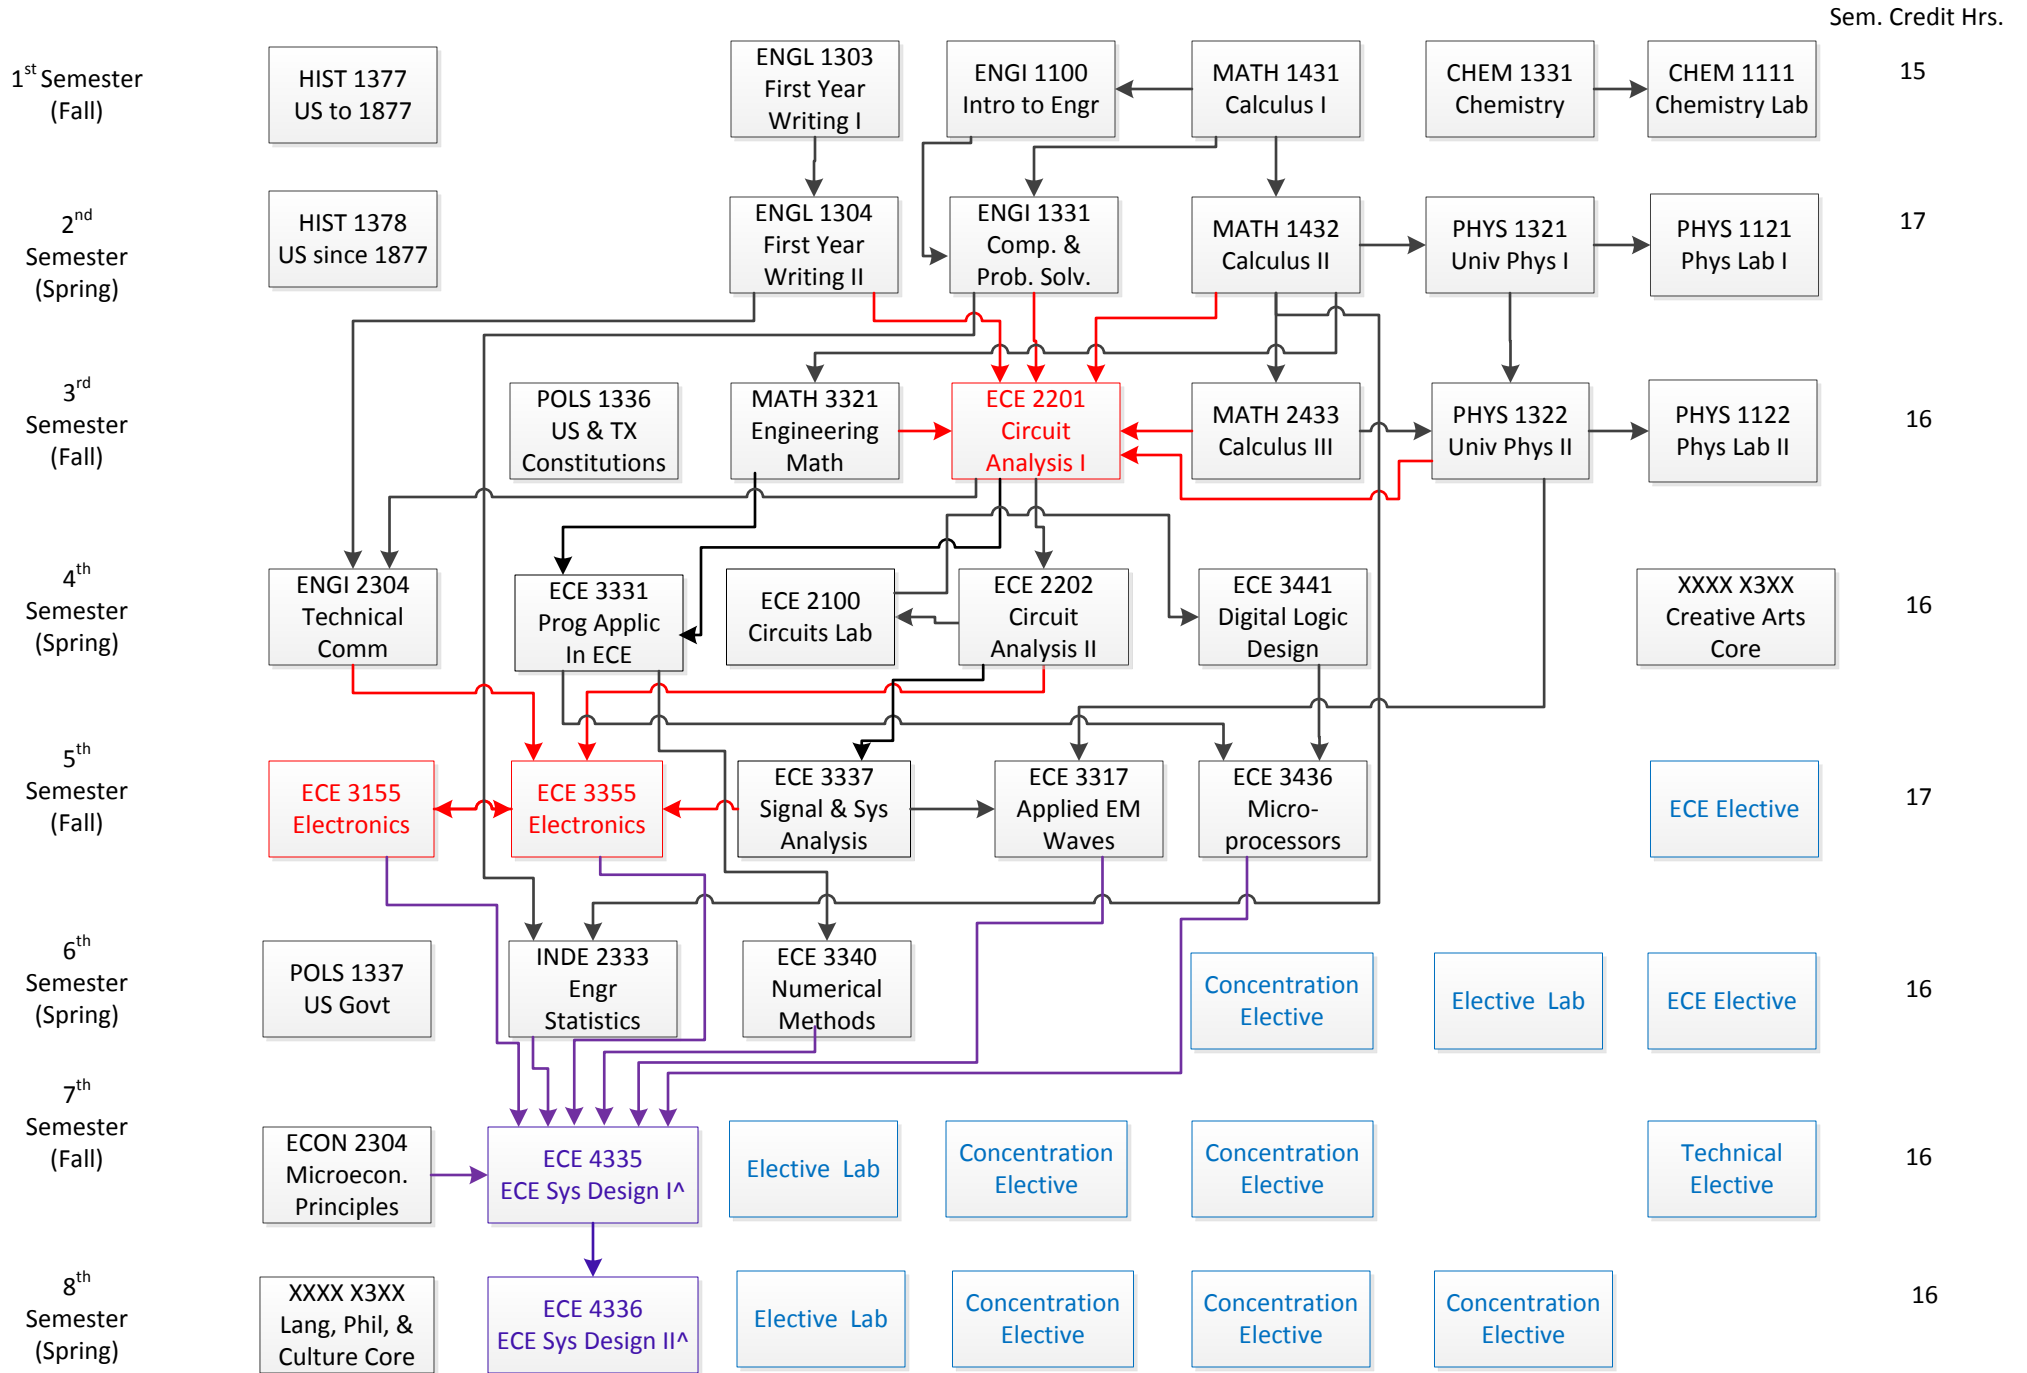 Sem. Credit Hrs.
1st Semester
(Fall)
HIST 1377
US to 1877
ENGL 1303
First Year
Writing I
ENGI 1100
Intro to Engr
MATH 1431
Calculus I
CHEM 1331
Chemistry
CHEM 1111
Chemistry Lab
15
2nd
Semester
(Spring)
HIST 1378
US since 1877
ENGL 1304
First Year
Writing II
ENGI 1331
Comp. &
Prob. Solv.
MATH 1432
Calculus II
PHYS 1321
Univ Phys I
PHYS 1121
Phys Lab I
17
3rd
Semester
(Fall)
POLS 1336
US & TX
Constitutions
MATH 3321
Engineering
Math
ECE 2201
Circuit
Analysis I
MATH 2433
Calculus III
PHYS 1322
Univ Phys II
PHYS 1122
Phys Lab II
16
4th
Semester
(Spring)
ENGI 2304
Technical
Comm
ECE 3331
Prog Applic
In ECE
ECE 2100
Circuits Lab
ECE 2202
Circuit
Analysis II
ECE 3441
Digital Logic
Design
XXXX X3XX
Creative Arts
Core
16
5th
Semester
(Fall)
ECE 3155
Electronics
ECE 3355
Electronics
ECE 3337
Signal & Sys
Analysis
ECE 3317
Applied EM
Waves
ECE 3436
Micro-
processors
ECE Elective
17
6th
Semester
(Spring)
POLS 1337
US Govt
INDE 2333
Engr
Statistics
ECE 3340
Numerical
Methods
Concentration
Elective
Elective Lab
ECE Elective
16
7th
Semester
(Fall)
ECON 2304
Microecon.
Principles
ECE 4335
ECE Sys Design I^
Elective Lab
Concentration
Elective
Concentration
Elective
Technical
Elective
16
8th
Semester
(Spring)
XXXX X3XX
Lang, Phil, &
Culture Core
ECE 4336
ECE Sys Design II^
Elective Lab
Concentration
Elective
Concentration
Elective
Concentration
Elective
16